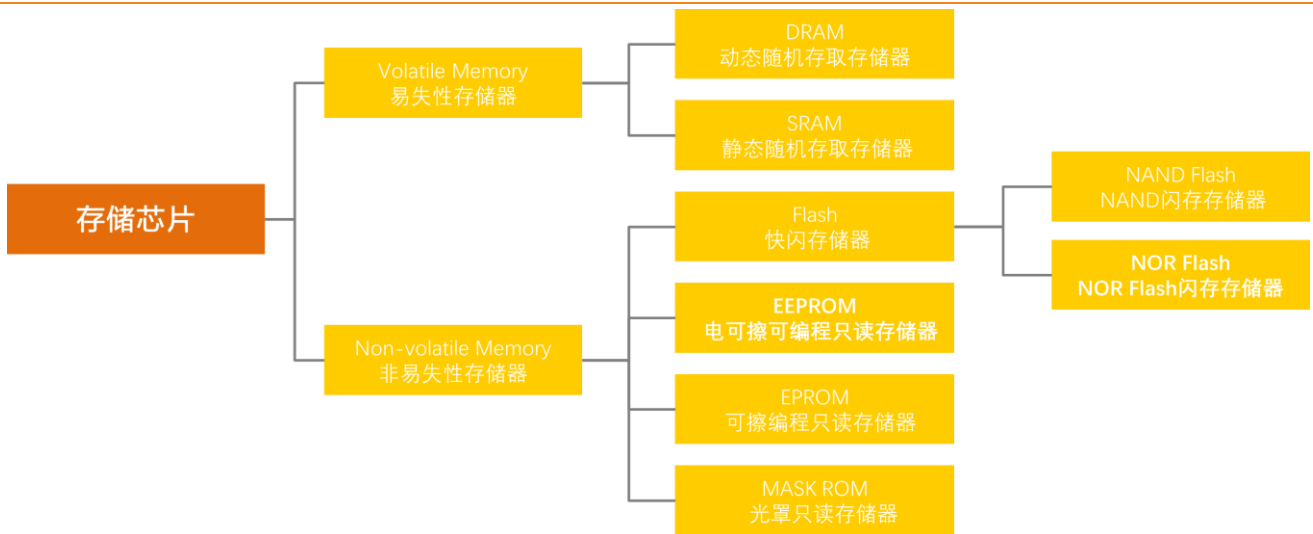 存储芯片
Volatile Memory
易失性存储器
DRAM
动态随机存取存储器
SRAM
静态随机存取存储器
Non-volatile Memory
非易失性存储器
Flash
快闪存储器
NAND Flash
NAND闪存存储器
NOR Flash
NOR Flash闪存存储器
EEPROM
电可擦可编程只读存储器
EPROM
可擦编程只读存储器
MASK ROM
光罩只读存储器